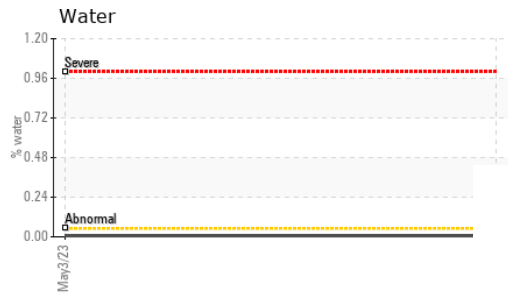 Water
1.20
Severe
0.96
0.72
% water
0.48
0.24
Abnormal
0.00
May3/23